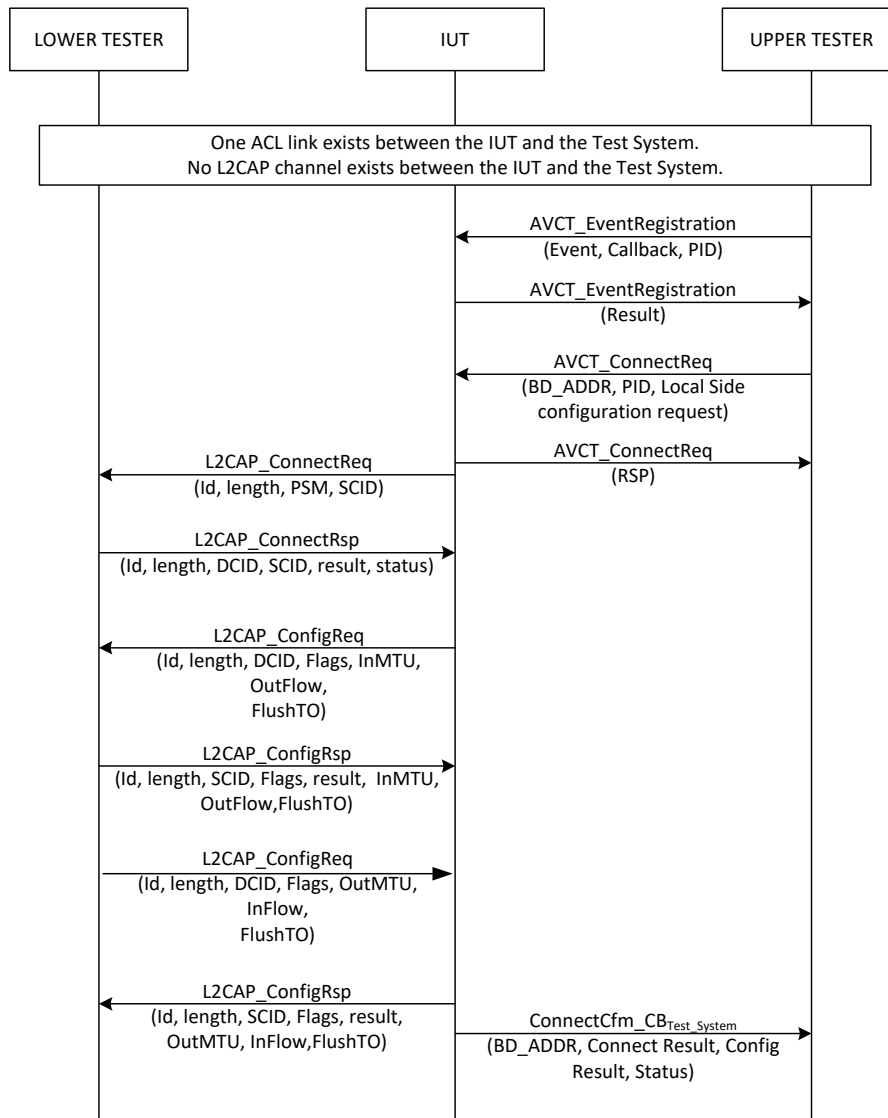 LOWER TESTER
IUT
UPPER TESTER
One ACL link exists between the IUT and the Test System.
No L2CAP channel exists between the IUT and the Test System.
AVCT_EventRegistration
(Event, Callback, PID)
AVCT_EventRegistration
(Result)
AVCT_ConnectReq
(BD_ADDR, PID, Local Side
configuration request)
L2CAP_ConnectReq
(Id, length, PSM, SCID)
AVCT_ConnectReq
(RSP)
L2CAP_ConnectRsp
(Id, length, DCID, SCID, result, status)
L2CAP_ConfigReq
(Id, length, DCID, Flags, InMTU,
OutFlow,
FlushTO)
L2CAP_ConfigRsp
(Id, length, SCID, Flags, result,  InMTU,
OutFlow,FlushTO)
L2CAP_ConfigReq
(Id, length, DCID, Flags, OutMTU,
InFlow,
FlushTO)
L2CAP_ConfigRsp
(Id, length, SCID, Flags, result,
OutMTU, InFlow,FlushTO)
ConnectCfm_CBTest_System
(BD_ADDR, Connect Result, Config
Result, Status)